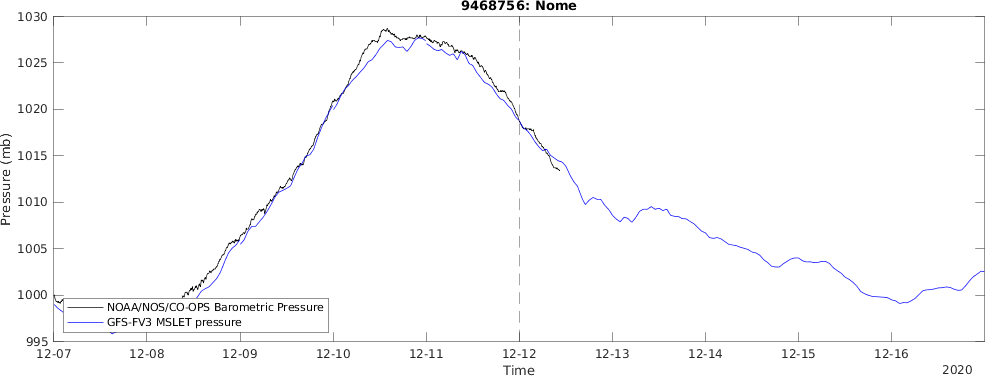 9468756: Nome
1030
1025
1020
1015
1010
1005
1000
995
Pressure (mb)
NOAA/NOS/CO-OPS Barometric Pressure
GFS-FV3 MSLET pressure
12-07 12-08 12-09 12-10 12-11 12-12 12-13 12-14 12-15 12-16
Time
2020